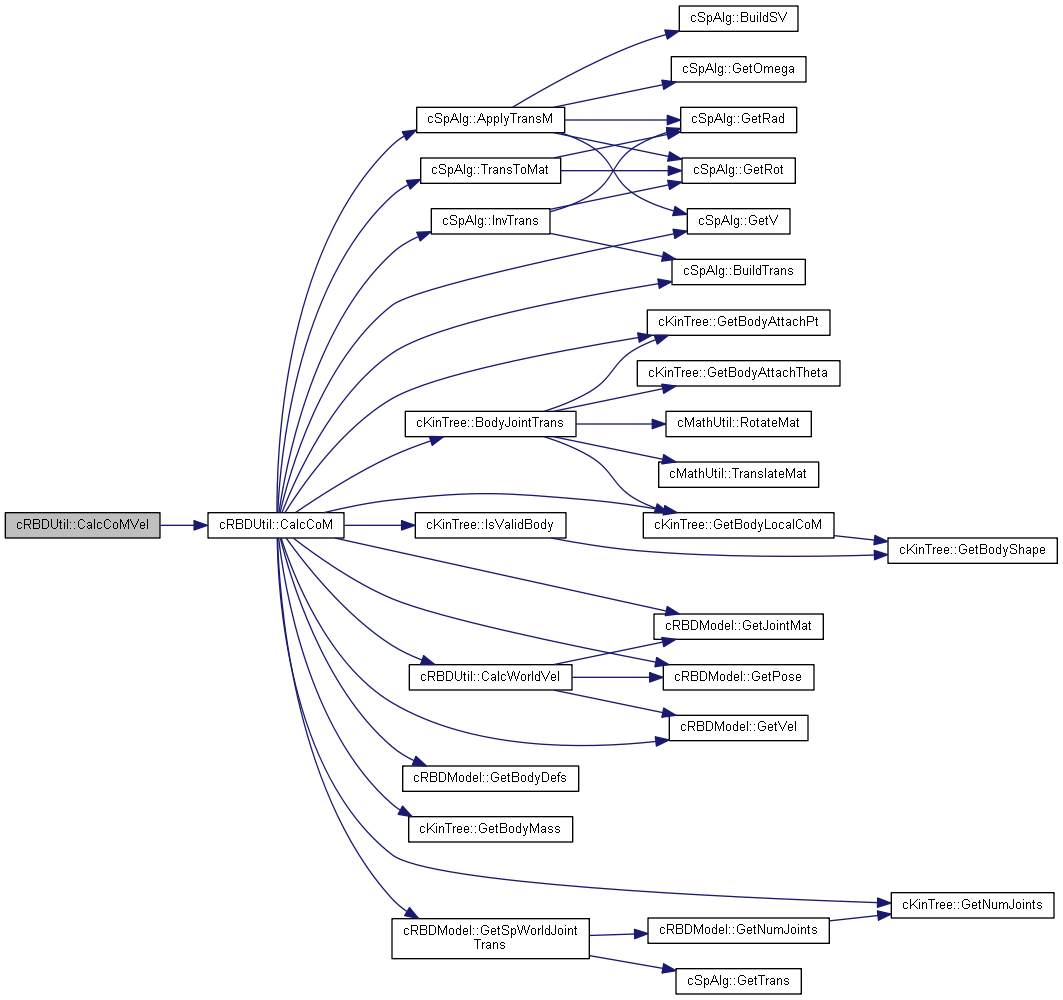 cSpAlg::BuildSV
cSpAlg::GetOmega
cSpAlg::ApplyTransM
cSpAlg::GetRad
cSpAlg::TransToMat
cSpAlg::GetRot
cSpAlg::InvTrans
cSpAlg::GetV
cSpAlg::BuildTrans
cKinTree::GetBodyAttachPt
cKinTree::GetBodyAttachTheta
cKinTree::BodyJointTrans
cMathUtil::RotateMat
cMathUtil::TranslateMat
cRBDUtil::CalcCoMVel
cRBDUtil::CalcCoM
cKinTree::IsValidBody
cKinTree::GetBodyLocalCoM
cKinTree::GetBodyShape
cRBDModel::GetJointMat
cRBDUtil::CalcWorldVel
cRBDModel::GetPose
cRBDModel::GetVel
cRBDModel::GetBodyDefs
cKinTree::GetBodyMass
cKinTree::GetNumJoints
cRBDModel::GetSpWorldJoint
Trans
cRBDModel::GetNumJoints
cSpAlg::GetTrans